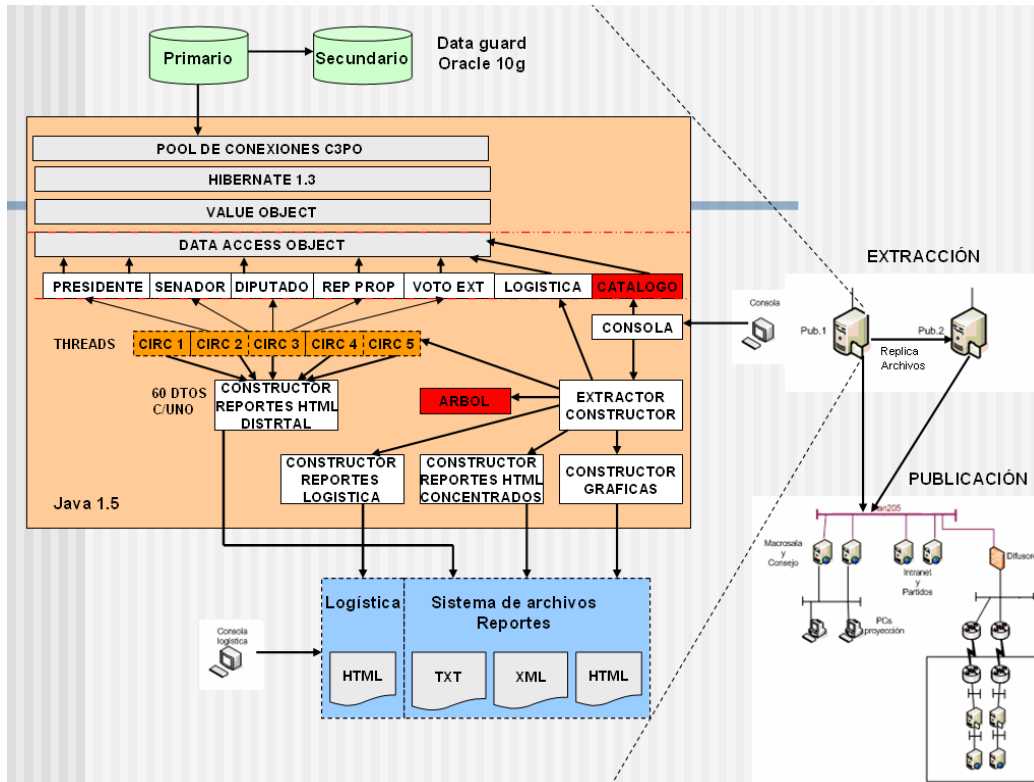 Primario
Secundario
Data guard
Oracle 10g
POOL DE CONEXIONES C3PO
HIBERNATE 1.3
VALUE OBJECT
DATA ACCESS OBJECT
PRESIDENTE
SENADOR
DIPUTADO
REP PROP
VOTO EXT
LOGISTICA
CATALOGO
THREADS
CIRC 1
CIRC 2
CIRC 3
CIRC 4
CIRC 5
CONSOLA
60 DTOS
C/UNO
CONSTRUCTOR
REPORTES HTML
DISTRTAL
ARBOL
EXTRACTOR
CONSTRUCTOR
CONSTRUCTOR
REPORTES
LOGISTICA
CONSTRUCTOR
REPORTES HTML
CONCENTRADOS
CONSTRUCTOR
GRAFICAS
Java 1.5
Logística
Sistema de archivos
Reportes
Consola
logística
HTML
TXT
XML
HTML
EXTRACCIÓN
Consola
Pub.1
Pub.2
Replica
Archivos
PUBLICACIÓN
an205
Macrosala
y
Consejo
Intranet
y
Partidos
Difusore
PCs
proyección